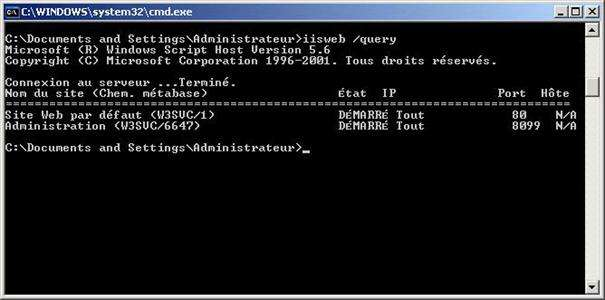 C:\WINDOWS\system32\cmd.exe
C:\Documents and Settings\Administrateur>iisweb /query
Microsoft (R) Windows Script Host Version 5.6
Copyright (C) Microsoft Corporation 1996-2001. Tous droits réservés.
Connexion au serveur ...Terminé.
Nom du site (Chem. métabase) État IP Port Hôte
==============================================================================
Site Web par défaut (W3SVC/1) DÉMARRÉ Tout 80 N/A
Administration (W3SVC/6647) DÉMARRÉ Tout 8099 N/A
C:\Documents and Settings\Administrateur>_